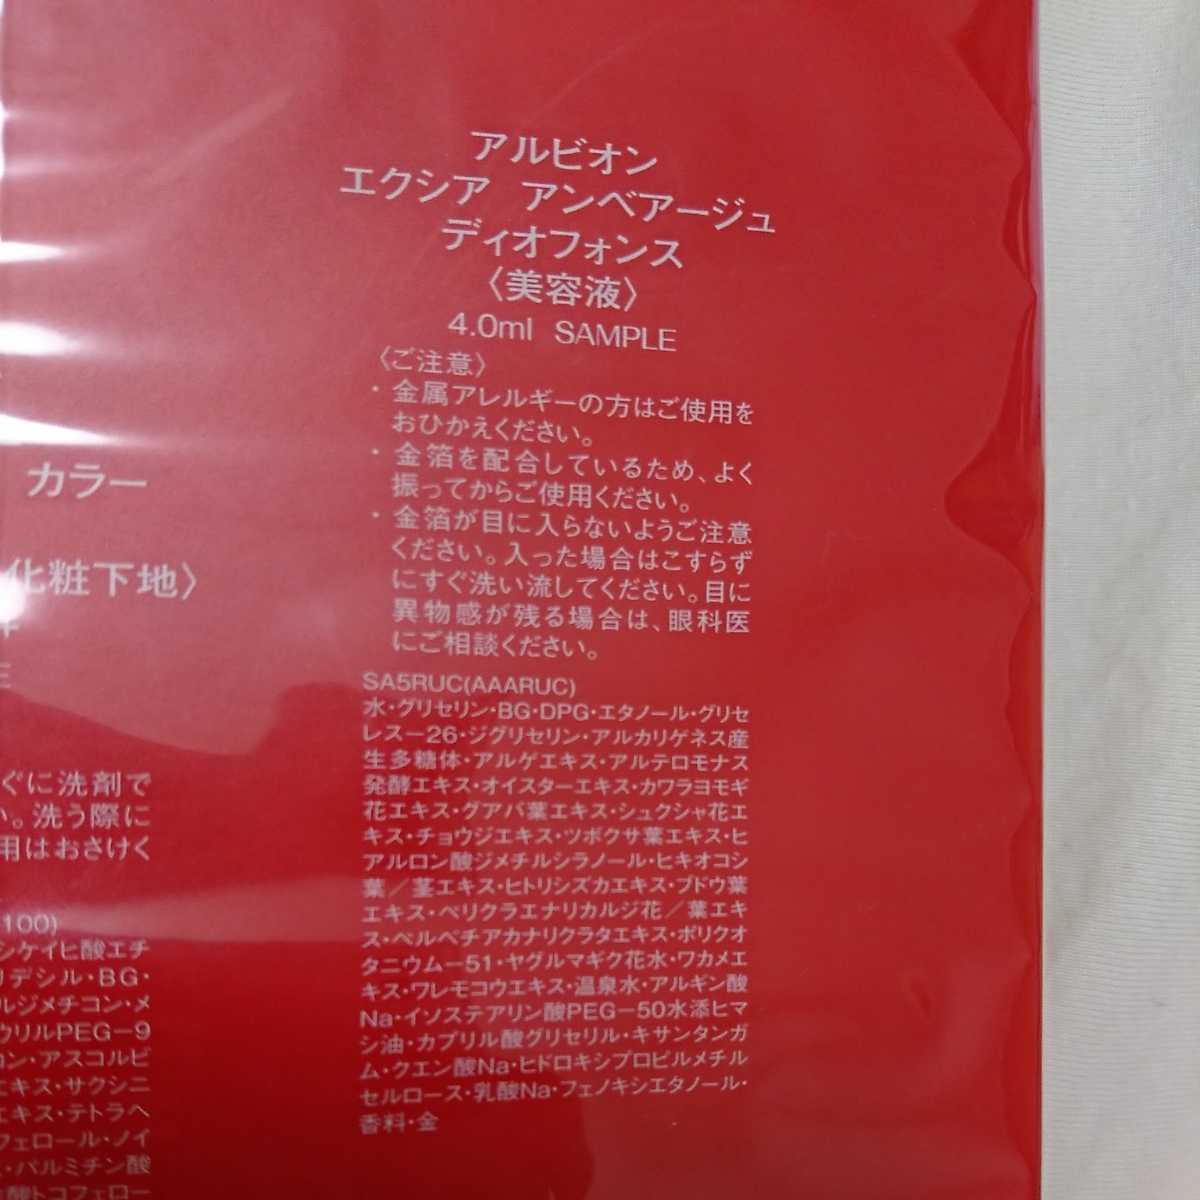 アルビオン
エクシア アンベアージュ
ディオフォンス
〈美容液〉
4.0ml SAMPLE
〈ご注意〉
・金属アレルギーの方はご使用を
おひかえください。
・金箔を配合しているため、よく
振ってからご使用ください。
・金箔が目に入らないようご注意
ください。入った場合はこすらず
にすぐ洗い流してください。目に
異物感が残る場合は、眼科医
にご相談ください。
SA5RUC(AAARUC)
水・グリセリン・BG・DPG・エタノール・グリセ
レスー26・ジグリセリン・アルカリゲネス産
生多糖体・アルゲエキス・アルテロモナス
発酵エキス・オイスターエキス・カワラヨモギ
花エキス・グアバ葉エキス・シュクシャ花エ
キス・チョウジエキス・ツボクサ葉エキス・ヒ
アルロン酸ジメチルシラノール・ヒキオコシ
葉／茎エキス・ヒトリシズカエキス・ブドウ葉
エキス・ペリクラエナリカルジ花／葉エキ
ス・ベルベチアカナリクラタエキス・ポリクオ
タニウムー51・ヤグルマギク花水・ワカメエ
キス・ワレモコウエキス・温泉水・アルギン酸
Na・イソステアリン酸PEG－50水添ヒマ
シ油・カプリル酸グリセリル・キサンタンガ
ム・クエン酸Na・ヒドロキシプロピルメチル
セルロース・乳酸Na・フェノキシエタノール・
香料・金
カラー
化粧下地〉
ぐに洗剤で
い。洗う際に
用はおさけく
100)
シケイヒ酸エチ
リデシル・BG・
ルジメチコン・メ
ウリルPEG－9
コン・アスコルビ
エキス・サクシニ
エキス・テトラヘ
フェロール・ノイ
・パルミチン酸
酸トコフェロー